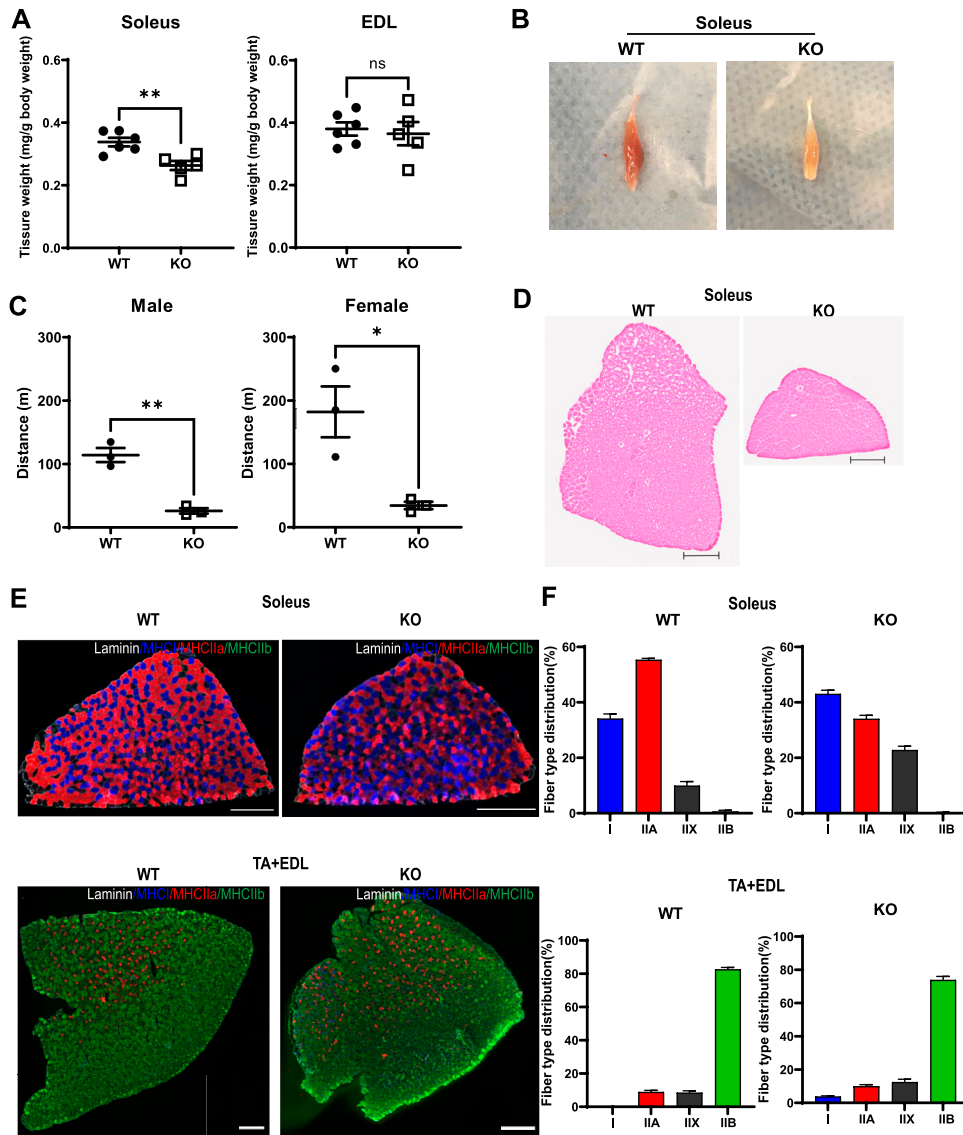 A
Soleus
EDL
Tissure weight (mg/g body weight)
0.6
0.4
0.2
0.0
**
WT
KO
Tissure weight (mg/g body weight)
0.6
0.4
0.2
0.0
ns
WT
KO
B
Soleus
WT
KO
C
Male
Female
Distance (m)
300
200
100
0
**
WT
KO
Distance (m)
300
200
100
0
*
WT
KO
D
Soleus
WT
KO
E
Soleus
WT
KO
Laminin/MHCI/MHCIIa/MHCIIb
Laminin/MHCI/MHCIIa/MHCIIb
TA+EDL
WT
KO
Laminin/MHCI/MHCIIa/MHCIIb
Laminin/MHCI/MHCIIa/MHCIIb
F
Soleus
WT
KO
Fiber type distribution(%)
60
40
20
0
I
IIA
IIX
IIB
Fiber type distribution(%)
60
40
20
0
I
IIA
IIX
IIB
TA+EDL
WT
KO
Fiber type distribution(%)
100
80
60
40
20
0
I
IIA
IIX
IIB
Fiber type distribution(%)
100
80
60
40
20
0
I
IIA
IIX
IIB